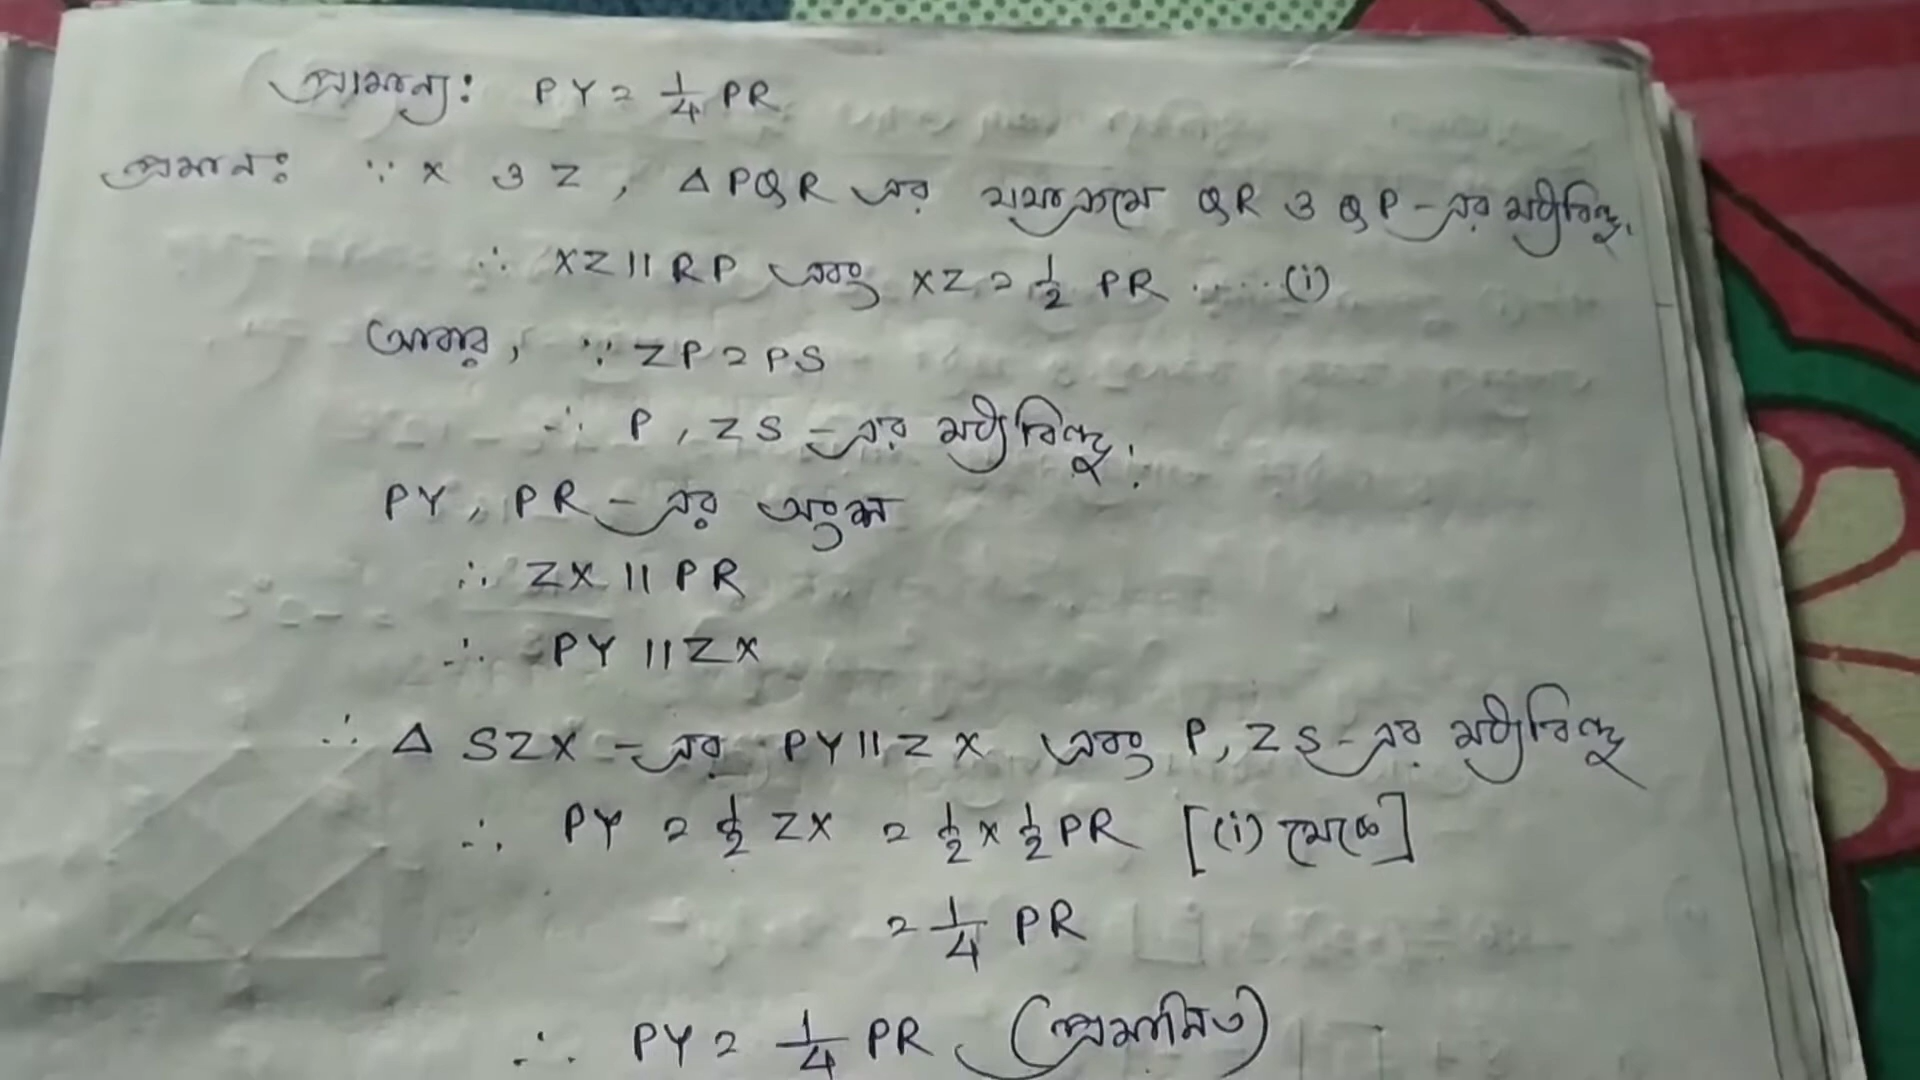 প্রামান্য: PY = 1/4 PR
প্রমান: ∵ X ও Z, △PQR এর যথাক্রমে QR ও QP-এর মধ্যবিন্দু।
∴ XZ || RP এবং XZ = 1/2 PR ..... (i)
আবার, ∵ ZP = PS
∴ P, ZS-এর মধ্যবিন্দু।
PY, PR-এর অংশ
∴ ZX || PR
∴ PY || ZX
∴ △ SZX-এর PY || ZX এবং P, ZS-এর মধ্যবিন্দু
∴ PY = 1/2 ZX = 1/2 × 1/2 PR [(i) থেকে]
= 1/4 PR
∴ PY = 1/4 PR (প্রমানিত)